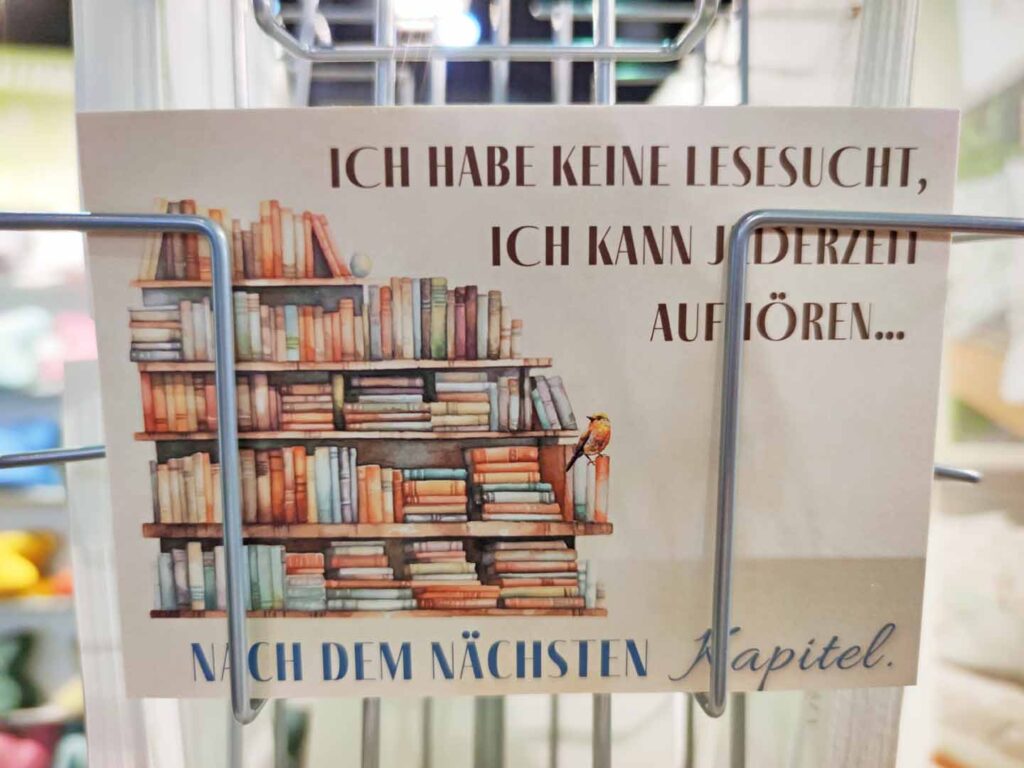 ICH HABE KEINE LESESUCHT,
ICH KANN JEDERZEIT
AUFHÖREN...
NACH DEM NÄCHSTEN Kapitel.